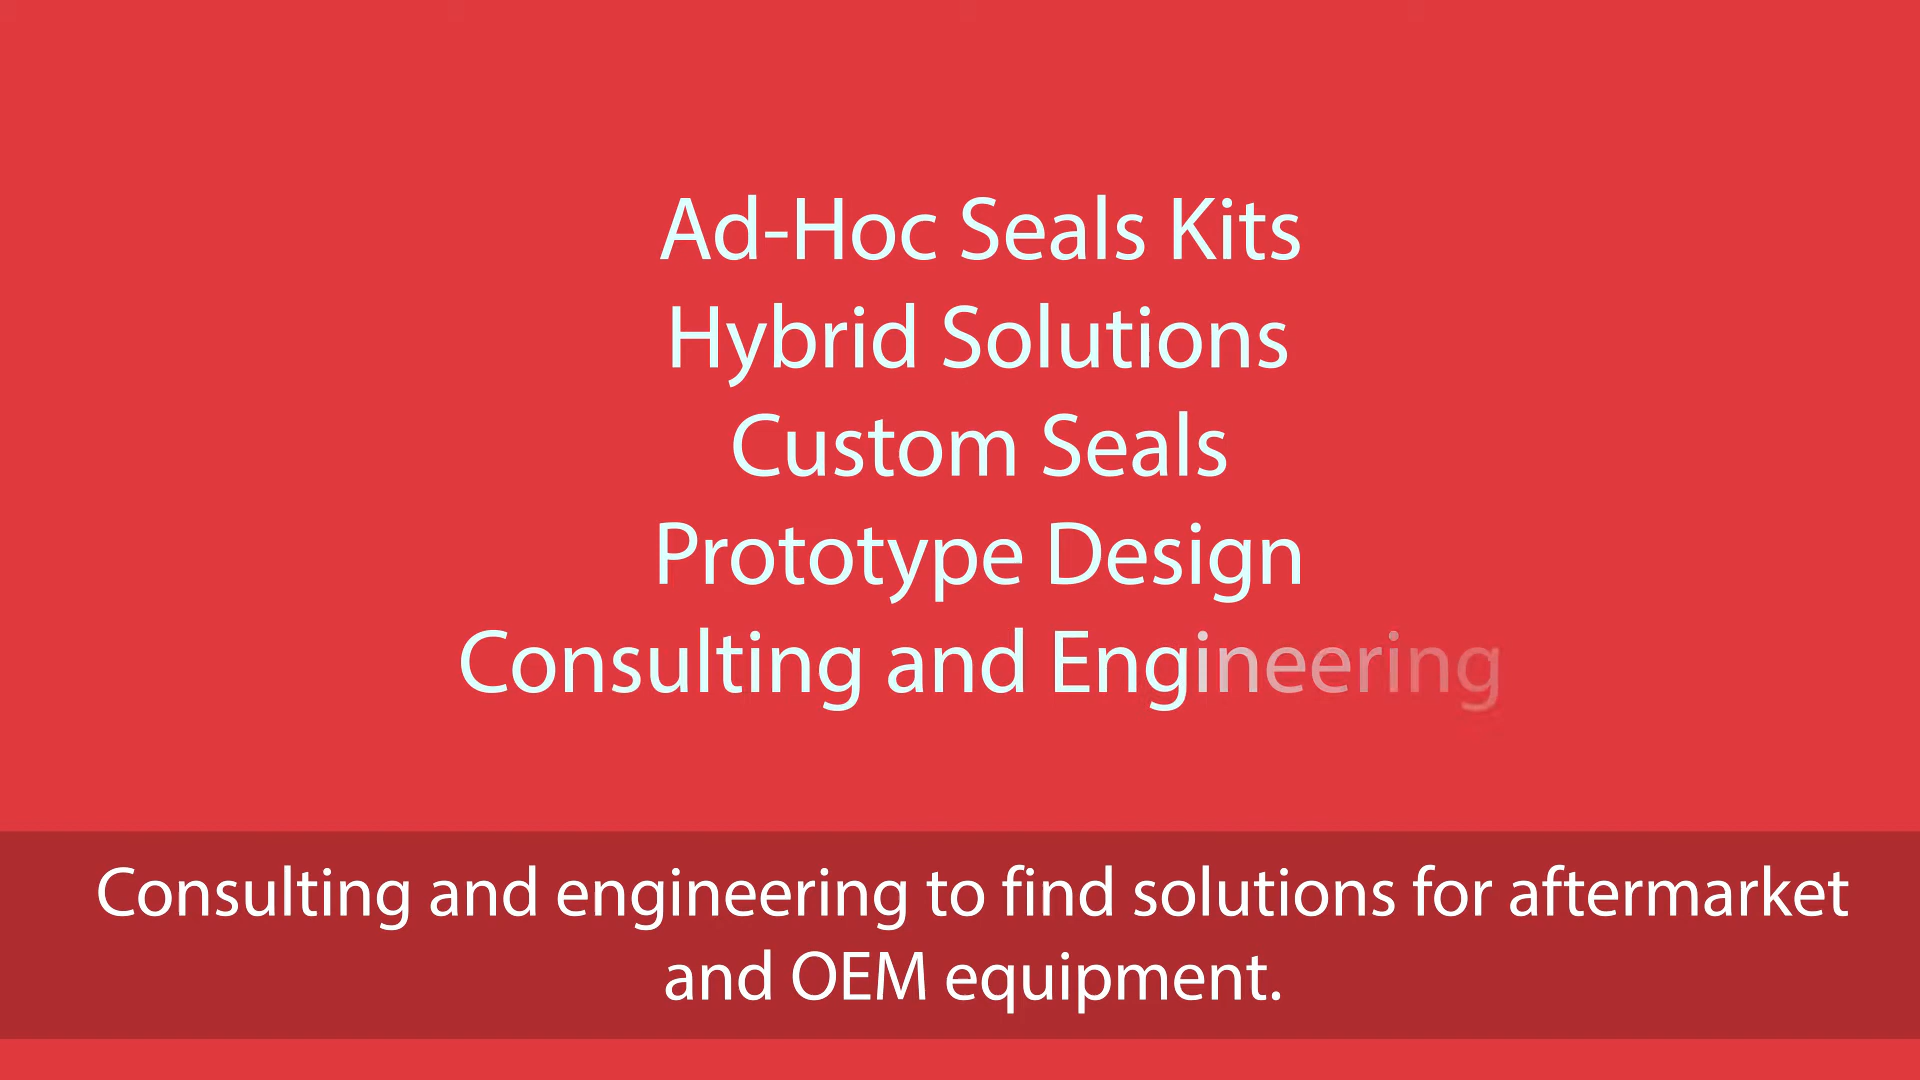 Ad-Hoc Seals Kits
Hybrid Solutions
Custom Seals
Prototype Design
Consulting and Engineering
Consulting and engineering to find solutions for aftermarket
and OEM equipment.